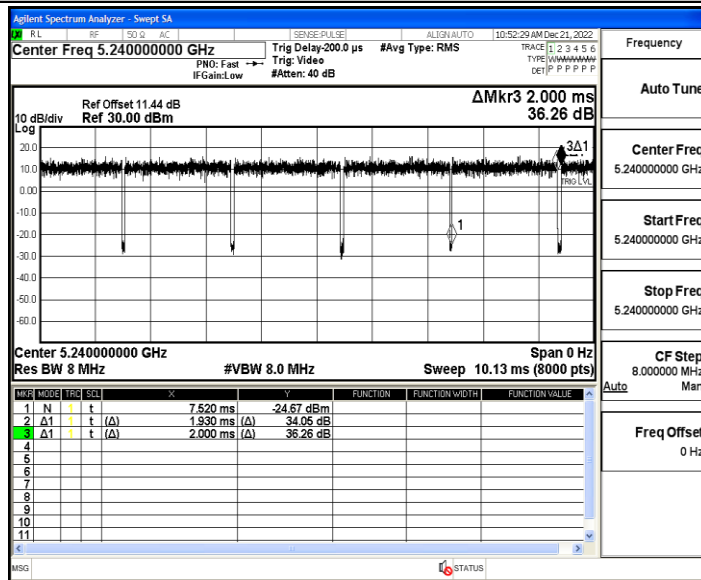 Agilent Spectrum Analyzer - Swept SA
RL RF 50 Ω AC SENSE:PULSE ALIGN AUTO 10:52:29 AM Dec 21, 2022
Center Freq 5.240000000 GHz
PNO: Fast
IFGain:Low
Trig Delay-200.0 µs
Trig: Video
#Atten: 40 dB
#Avg Type: RMS
TRACE 1 2 3 4 5 6
TYPE WWWWWW
DET P P P P P P
Ref Offset 11.44 dB
10 dB/div Ref 30.00 dBm
ΔMkr3 2.000 ms
36.26 dB
Log
20.0
10.0
0.00
-10.0
-20.0
-30.0
-40.0
-50.0
-60.0
3Δ1
TRIG LVL
1
Center 5.240000000 GHz Span 0 Hz
Res BW 8 MHz #VBW 8.0 MHz Sweep 10.13 ms (8000 pts)
MKR MODE TRC SCL X Y FUNCTION FUNCTION WIDTH FUNCTION VALUE
1 N t 7.520 ms -24.67 dBm
2 Δ1 t (Δ) 1.930 ms (Δ) 34.05 dB
3 Δ1 t (Δ) 2.000 ms (Δ) 36.26 dB
4
5
6
7
8
9
10
11
MSG STATUS
Frequency
Auto Tune
Center Freq
5.240000000 GHz
Start Freq
5.240000000 GHz
Stop Freq
5.240000000 GHz
CF Step
8.000000 MHz
Auto Man
Freq Offset
0 Hz